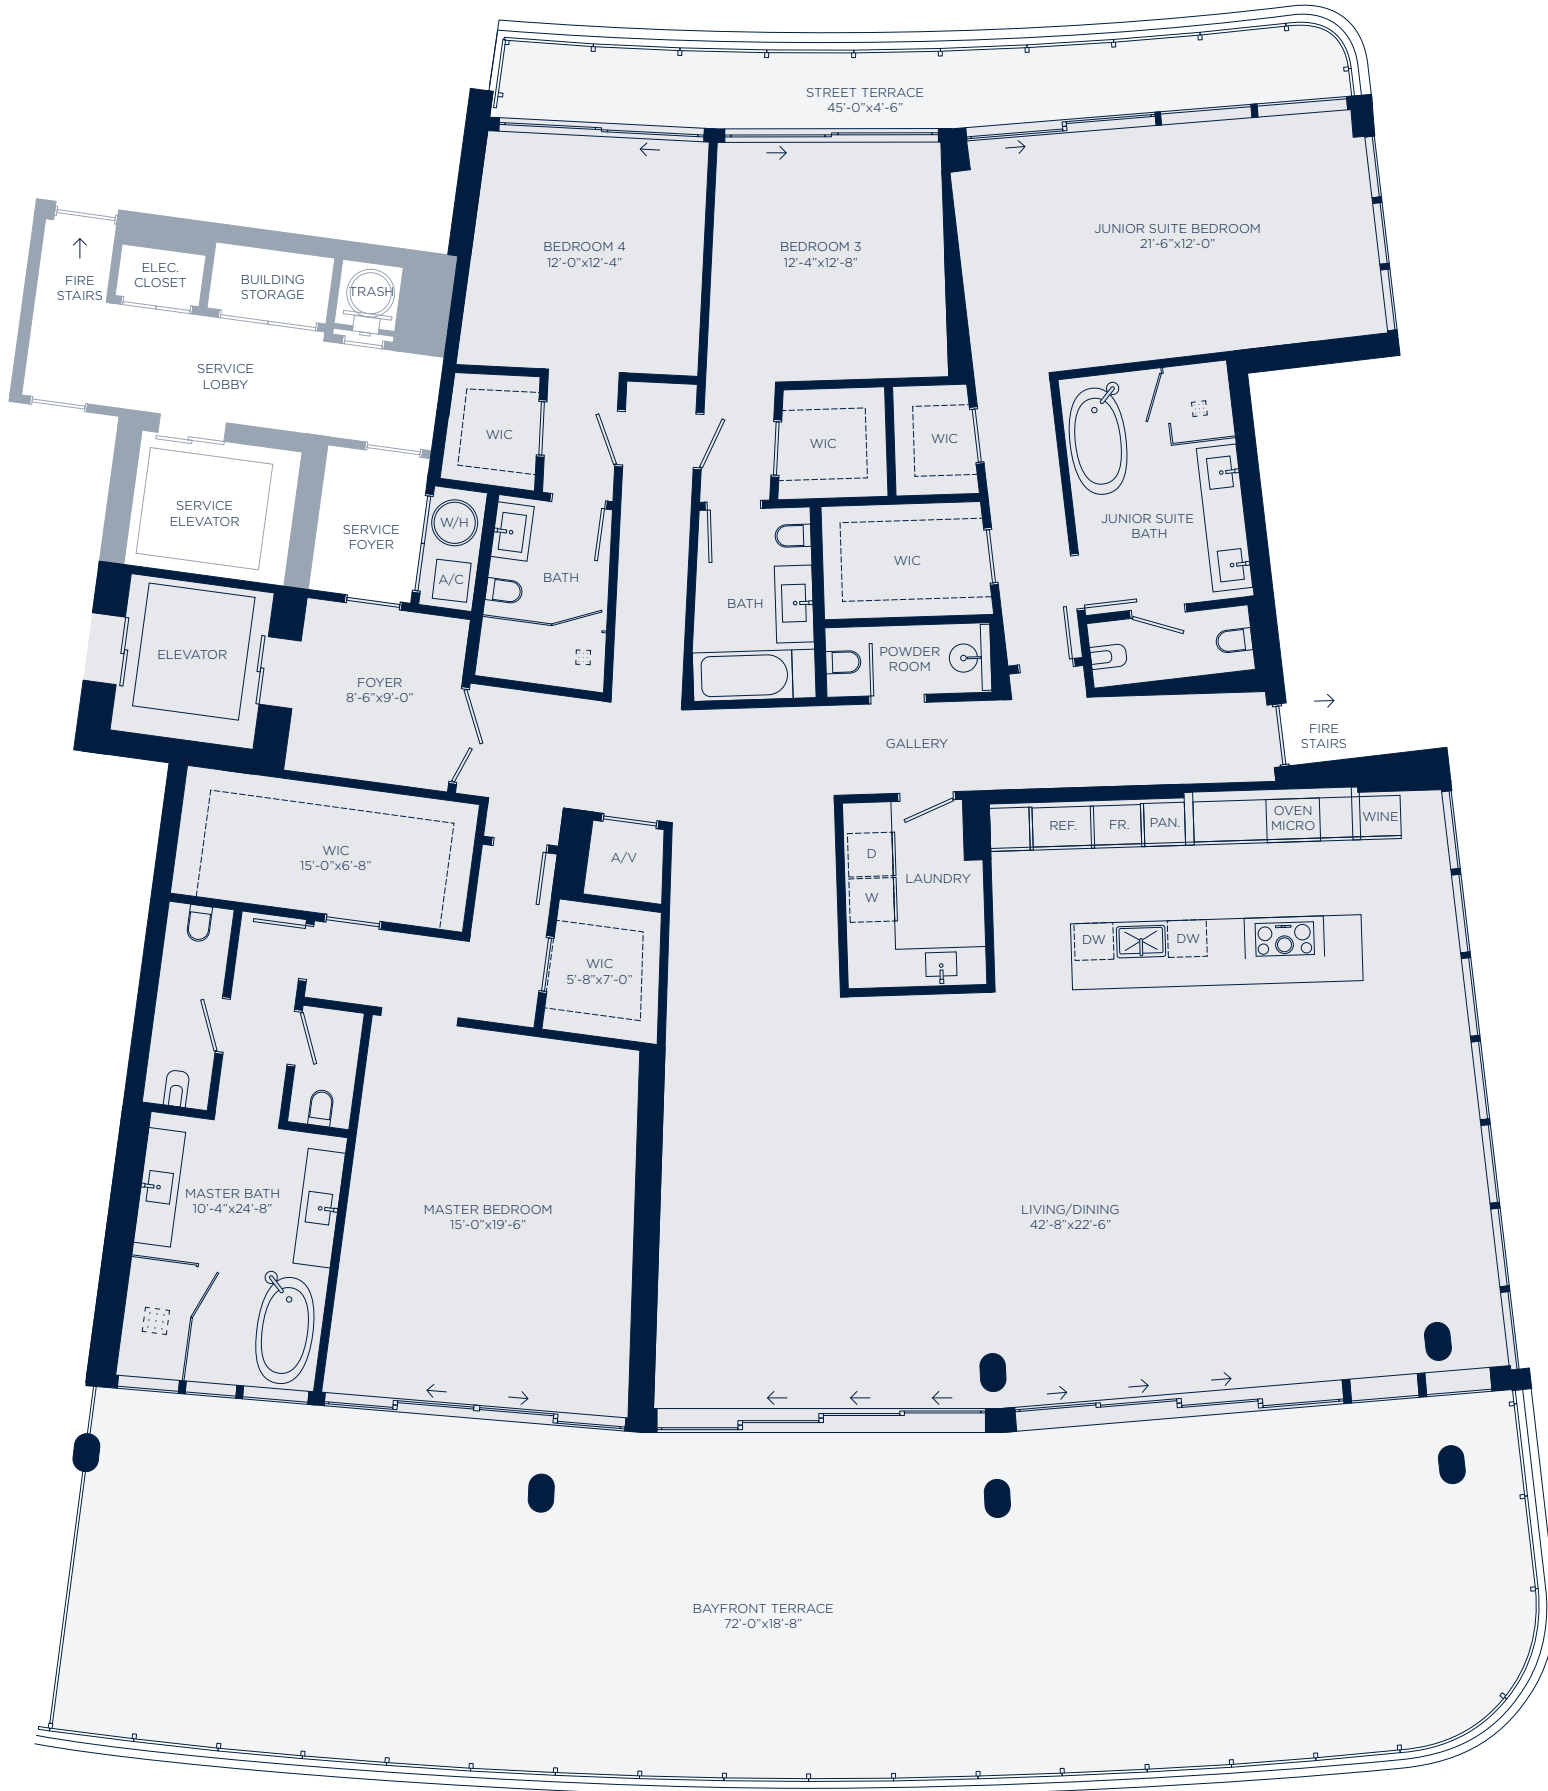 STREET TERRACE
45'-0"x4'-6"
BEDROOM 4
12'-0"x12'-4"
BEDROOM 3
12'-4"x12'-8"
JUNIOR SUITE BEDROOM
21'-6"x12'-0"
FIRE
STAIRS
ELEC.
CLOSET
BUILDING
STORAGE
TRASH
SERVICE
LOBBY
WIC
WIC
WIC
SERVICE
ELEVATOR
SERVICE
FOYER
W/H
A/C
BATH
BATH
WIC
JUNIOR SUITE
BATH
ELEVATOR
FOYER
8'-6"x9'-0"
POWDER
ROOM
GALLERY
FIRE
STAIRS
WIC
15'-0"x6'-8"
A/V
D
W
LAUNDRY
REF.
FR.
PAN.
OVEN
MICRO
WINE
WIC
5'-8"x7'-0"
DW
DW
MASTER BATH
10'-4"x24'-8"
MASTER BEDROOM
15'-0"x19'-6"
LIVING/DINING
42'-8"x22'-6"
BAYFRONT TERRACE
72'-0"x18'-8"